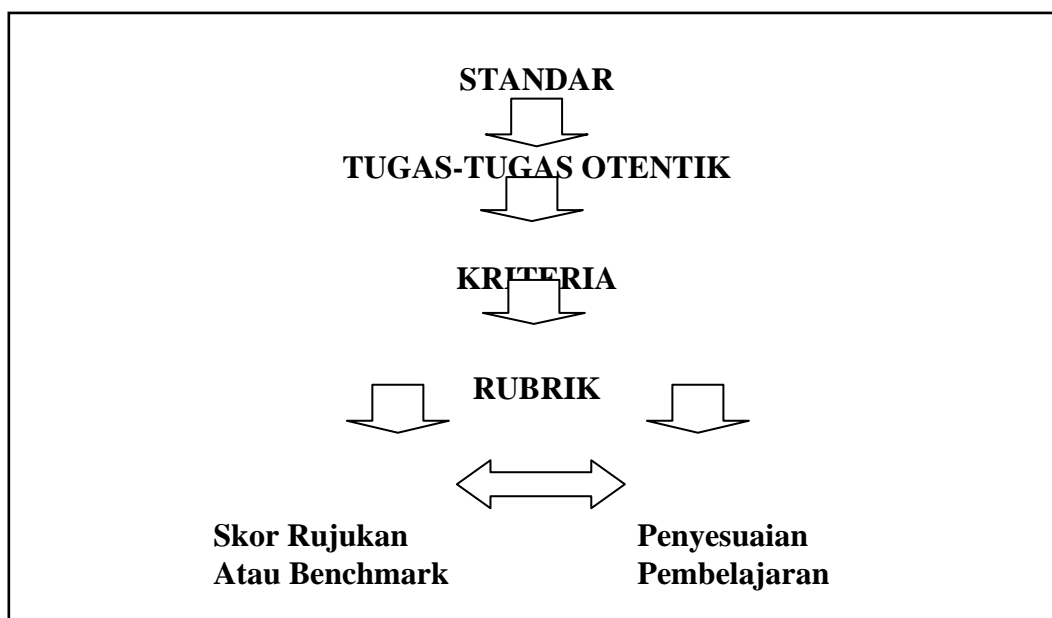 STANDAR
TUGAS-TUGAS OTENTIK
KRITERIA
RUBRIK
Skor Rujukan
Atau Benchmark
Penyesuaian
Pembelajaran